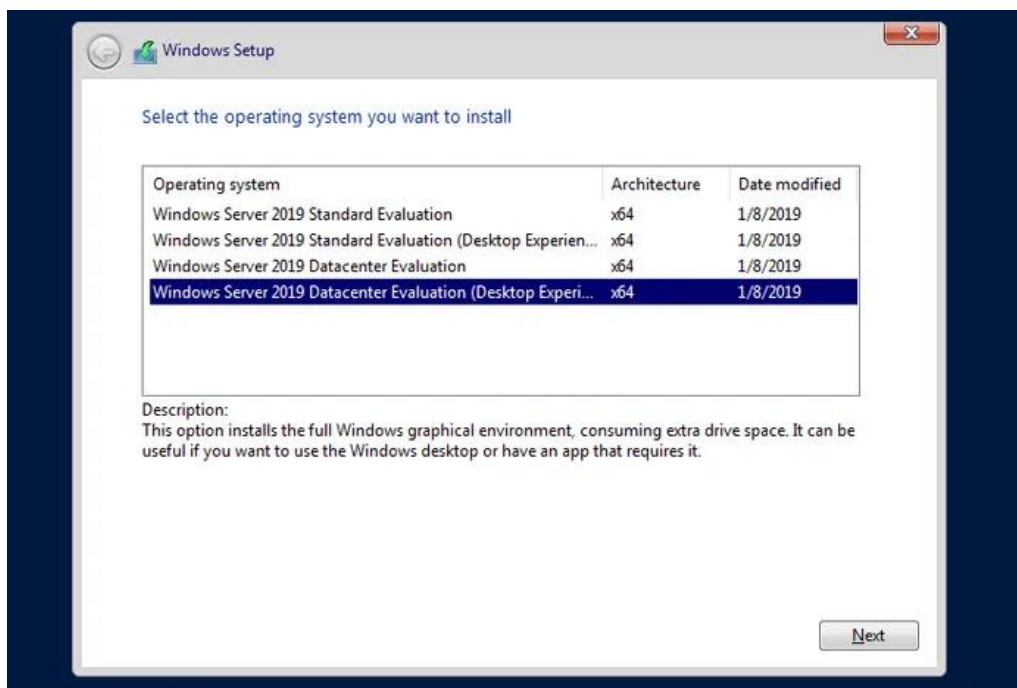 Windows Setup
Select the operating system you want to install
Operating system Architecture Date modified
Windows Server 2019 Standard Evaluation x64 1/8/2019
Windows Server 2019 Standard Evaluation (Desktop Experien... x64 1/8/2019
Windows Server 2019 Datacenter Evaluation x64 1/8/2019
Windows Server 2019 Datacenter Evaluation (Desktop Experi... x64 1/8/2019
Description:
This option installs the full Windows graphical environment, consuming extra drive space. It can be
useful if you want to use the Windows desktop or have an app that requires it.
Next